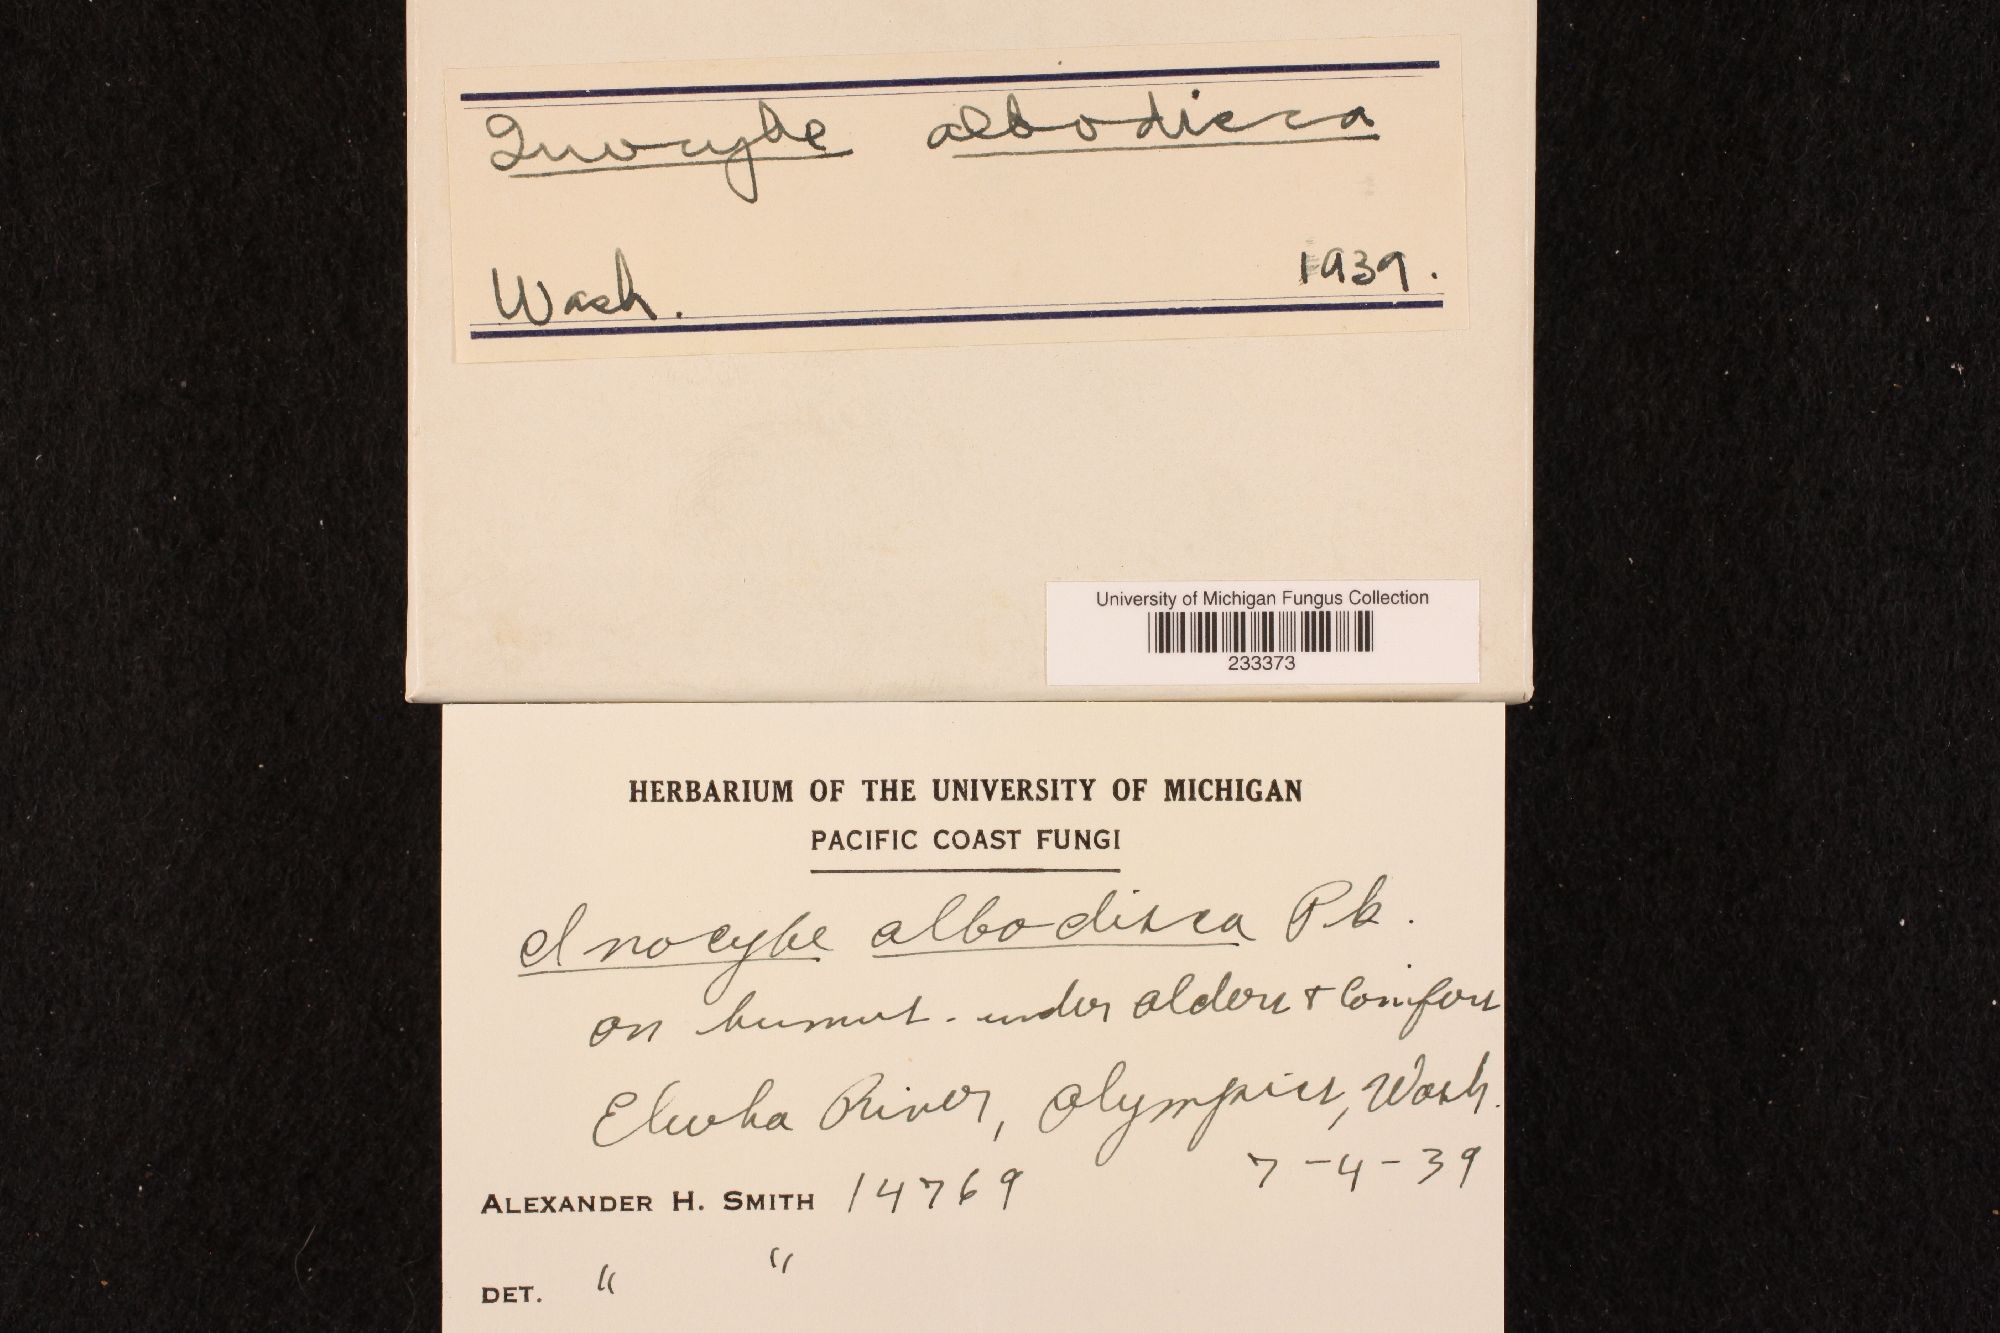 Inocybe albodisca
Wash. 1939.
University of Michigan Fungus Collection
233373
HERBARIUM OF THE UNIVERSITY OF MICHIGAN
PACIFIC COAST FUNGI
Inocybe albodisca Pk.
on humus - under alders + Conifers
Elwha River, Olympics, Wash.
7-4-39
ALEXANDER H. SMITH 14769
DET. " "